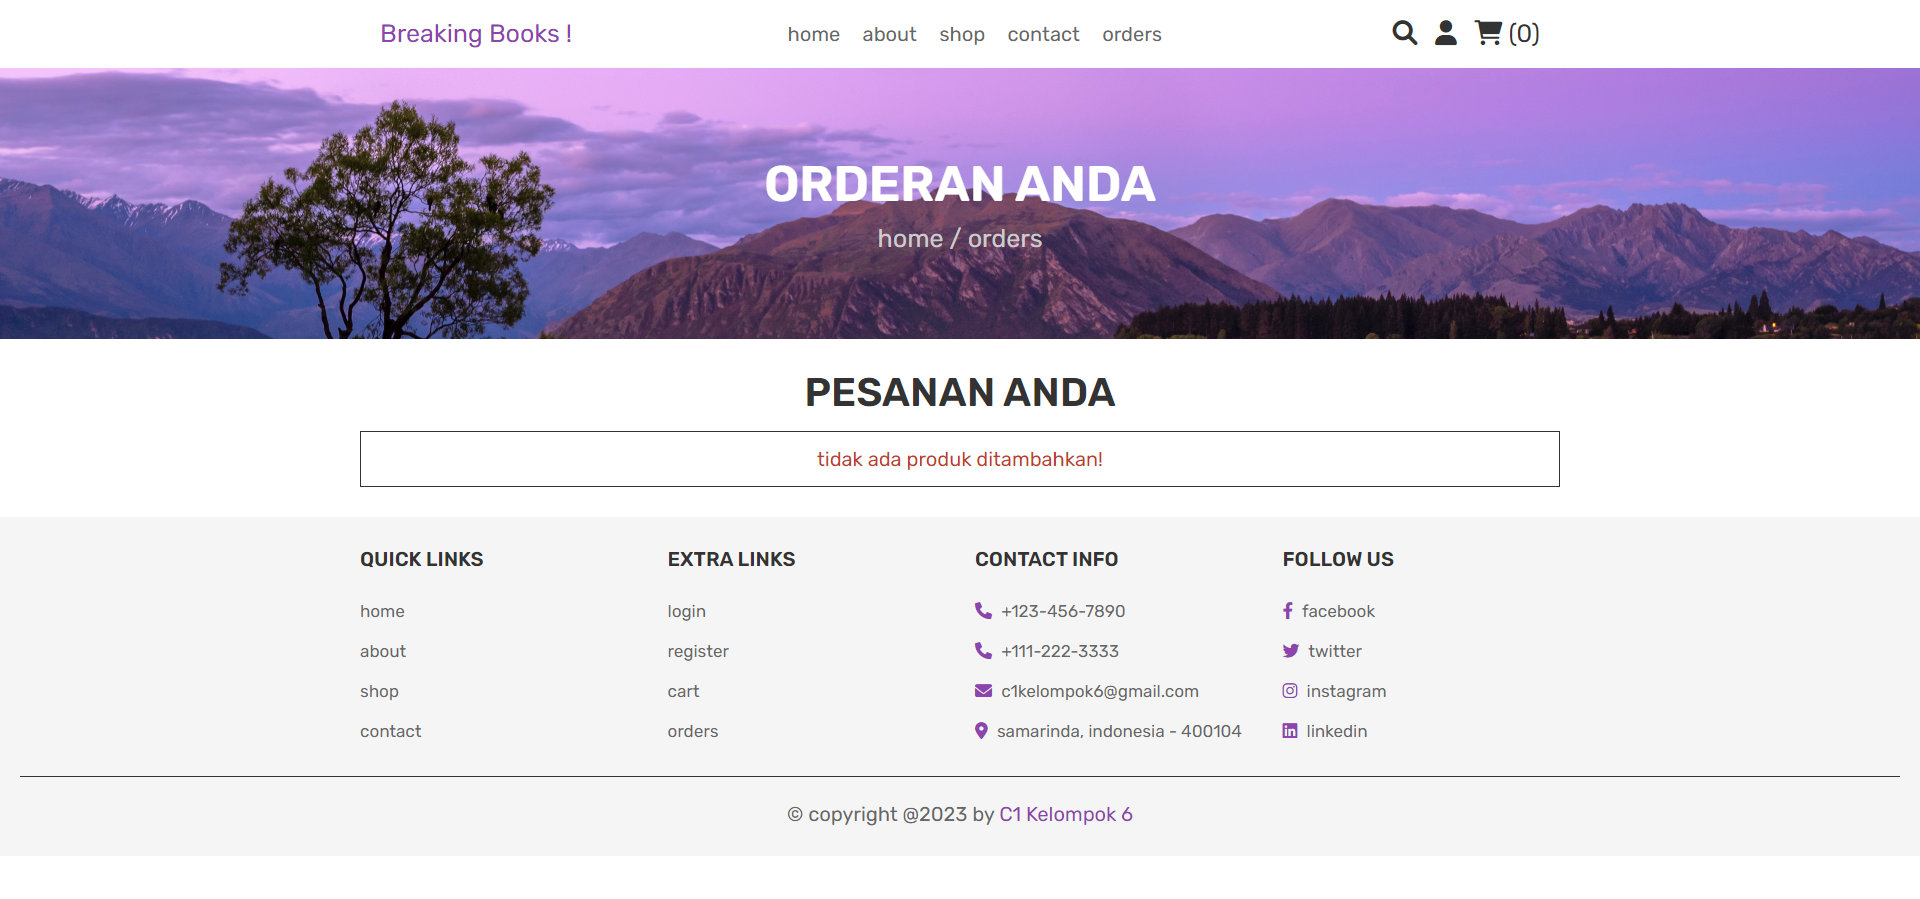 Breaking Books !
home about shop contact orders
(0)
ORDERAN ANDA
home / orders
PESANAN ANDA
tidak ada produk ditambahkan!
QUICK LINKS
home
about
shop
contact
EXTRA LINKS
login
register
cart
orders
CONTACT INFO
+123-456-7890
+111-222-3333
c1kelompok6@gmail.com
samarinda, indonesia - 400104
FOLLOW US
facebook
twitter
instagram
linkedin
© copyright @2023 by C1 Kelompok 6